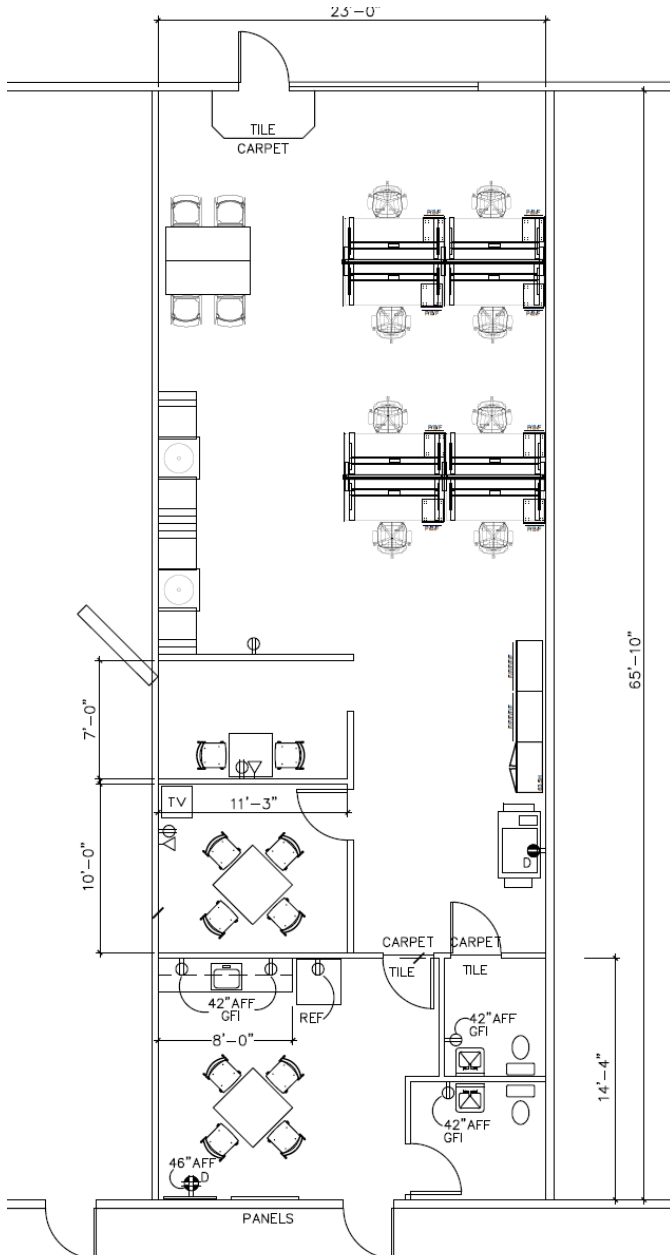 23'-0"
TILE
CARPET
65'-10"
7'-0"
TV
11'-3"
10'-0"
D
CARPET
CARPET
TILE
TILE
42"AFF
GFI
REF
42"AFF
GFI
8'-0"
14'-4"
42"AFF
GFI
46"AFF
D
PANELS